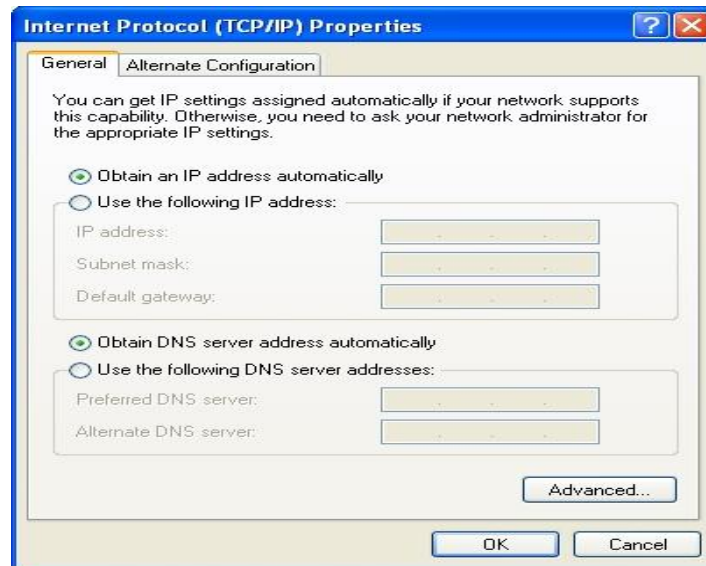 Internet Protocol (TCP/IP) Properties
General
Alternate Configuration
You can get IP settings assigned automatically if your network supports
this capability. Otherwise, you need to ask your network administrator for
the appropriate IP settings.
Obtain an IP address automatically
Use the following IP address:
IP address:
Subnet mask:
Default gateway:
Obtain DNS server address automatically
Use the following DNS server addresses:
Preferred DNS server:
Alternate DNS server:
Advanced...
OK
Cancel